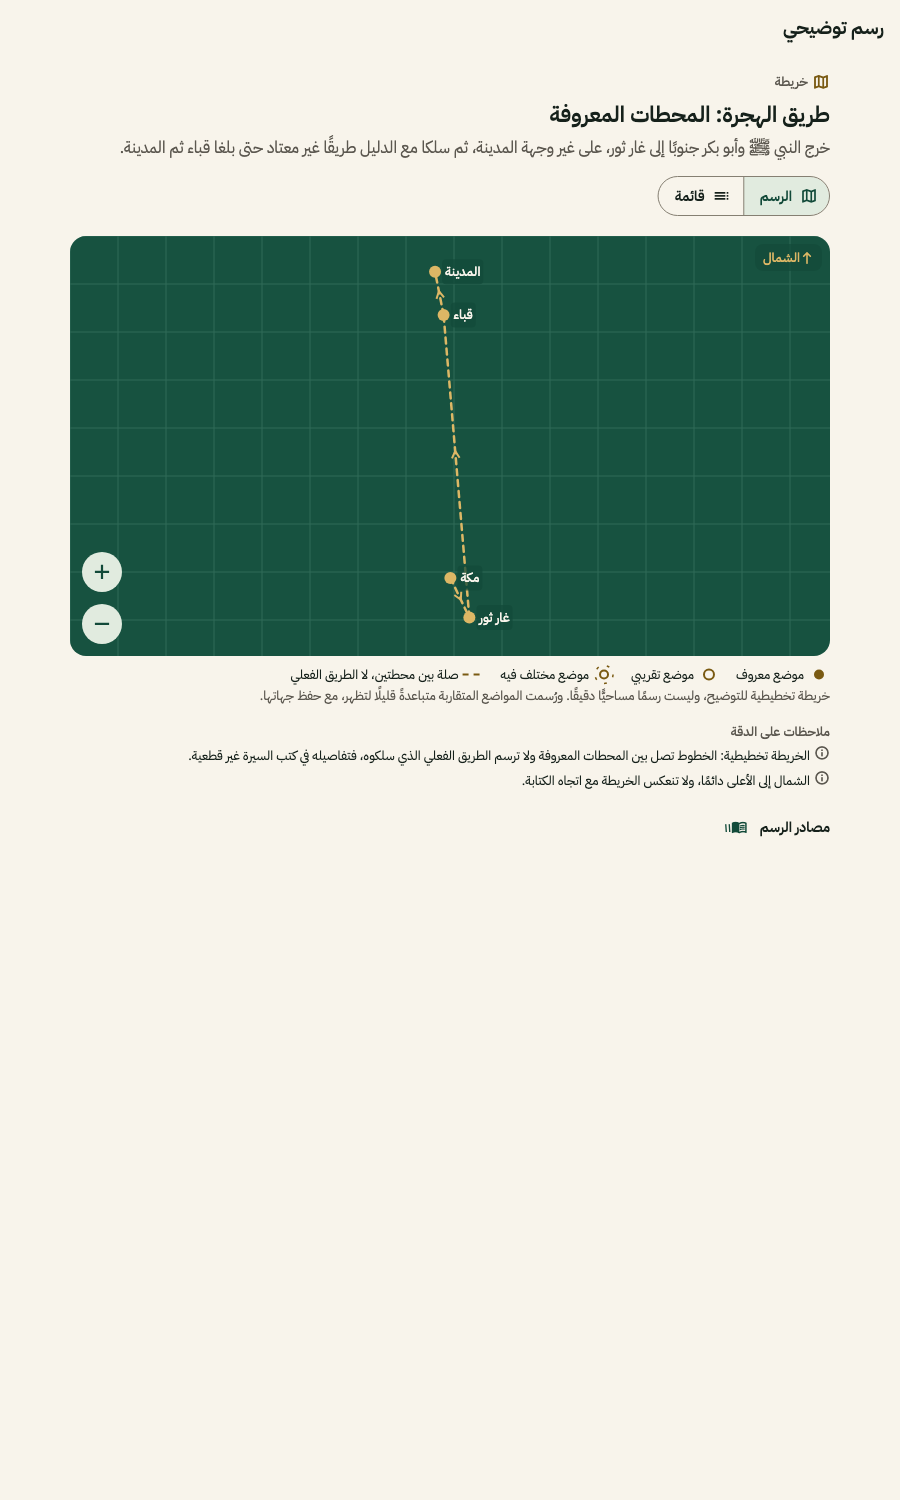 رسم توضيحي
خريطة
طريق الهجرة: المحطات المعروفة
خرج النبي ﷺ وأبو بكر جنوبًا إلى غار ثور، على غير وجهة المدينة، ثم سلكا مع الدليل طريقًا غير معتاد حتى بلغا قباء ثم المدينة.
الرسم
قائمة
الشمال
المدينة
قباء
مكة
غار ثور
موضع معروف
موضع تقريبي
موضع مختلف فيه
صلة بين محطتين، لا الطريق الفعلي
خريطة تخطيطية للتوضيح، وليست رسمًا مساحيًّا دقيقًا. ورُسمت المواضع المتقاربة متباعدةً قليلًا لتظهر، مع حفظ جهاتها.
ملاحظات على الدقة
الخريطة تخطيطية: الخطوط تصل بين المحطات المعروفة ولا ترسم الطريق الفعلي الذي سلكوه، فتفاصيله في كتب السيرة غير قطعية.
الشمال إلى الأعلى دائمًا، ولا تنعكس الخريطة مع اتجاه الكتابة.
مصادر الرسم ١١